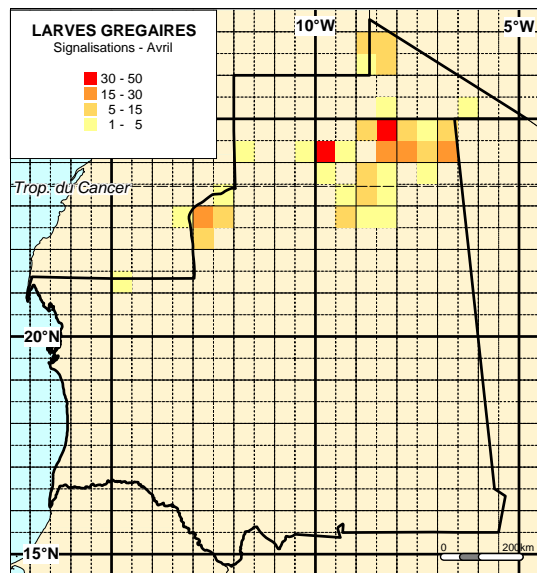 LARVES GREGAIRES
Signalisations - Avril
30 - 50
15 - 30
5 - 15
1 - 5
10°W
5°W
Trop. du Cancer
20°N
15°N
0 200km